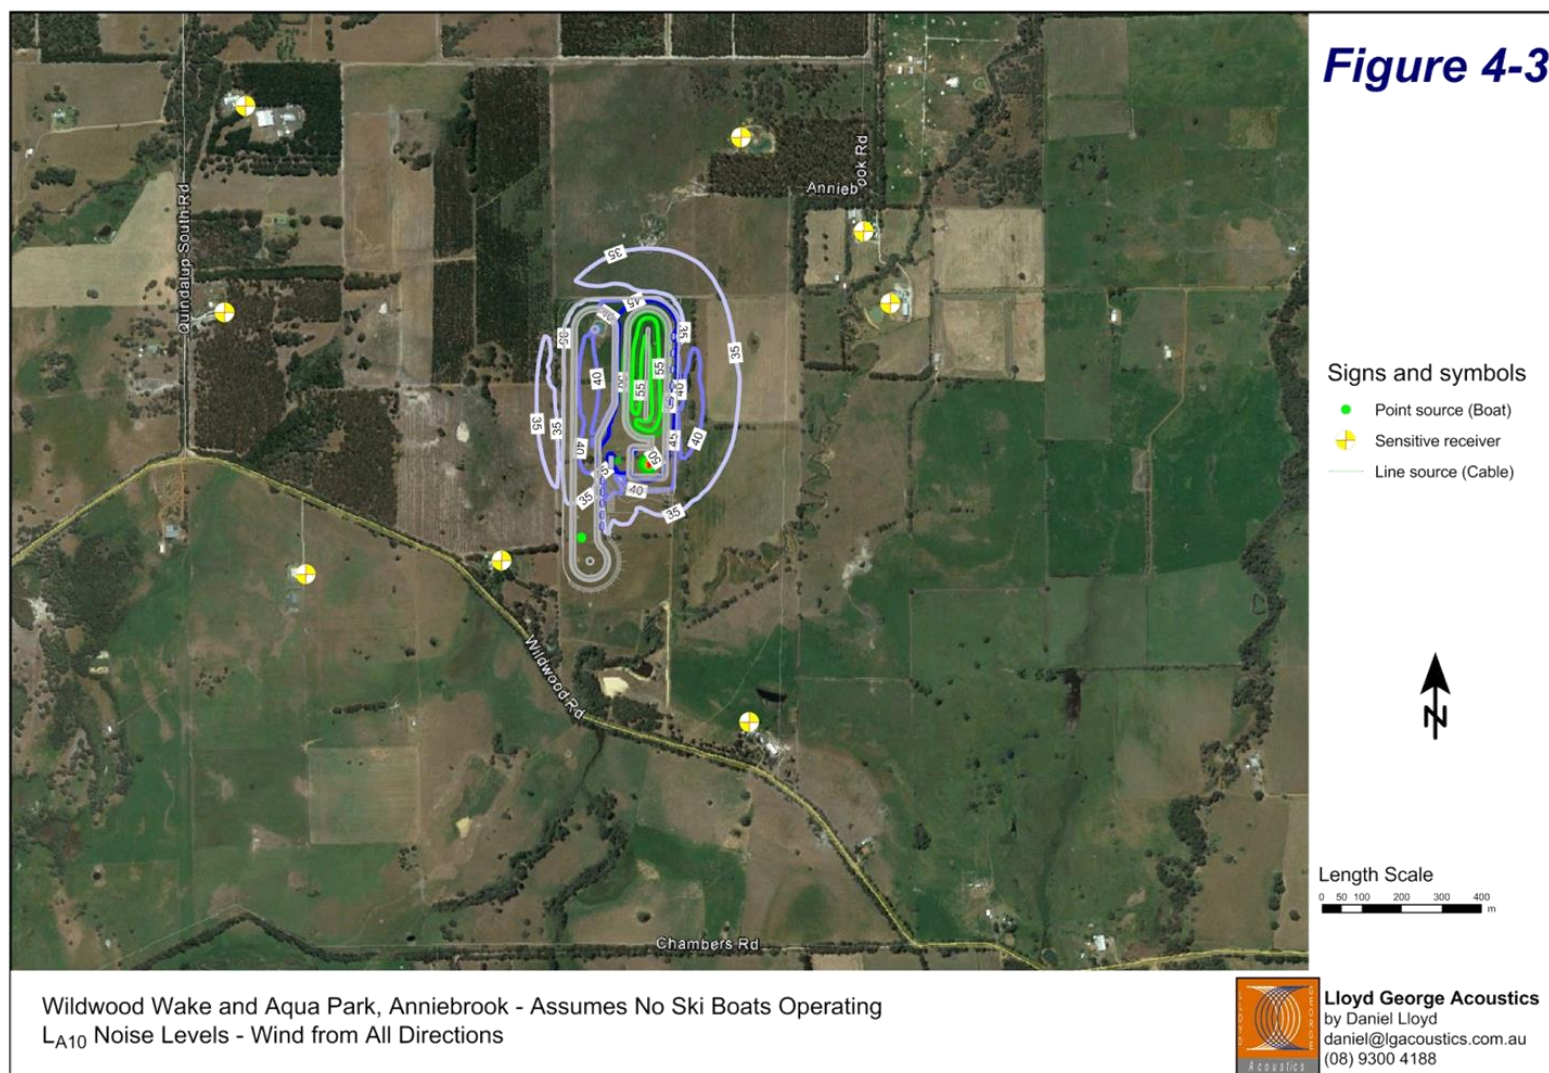 Figure 4-3
Annieb
ook Rd
Quindalup South Rd
35
45
35
35
35
55
40
55
40
35
35
40
40
45
50
40
35
35
Wildwood Rd
Chambers Rd
Signs and symbols
Point source (Boat)
Sensitive receiver
Line source (Cable)
N
Length Scale
0 50 100 200 300 400
m
Wildwood Wake and Aqua Park, Anniebrook - Assumes No Ski Boats Operating
LA10 Noise Levels - Wind from All Directions
Lloyd George Acoustics
by Daniel Lloyd
daniel@lgacoustics.com.au
(08) 9300 4188
Acoustics